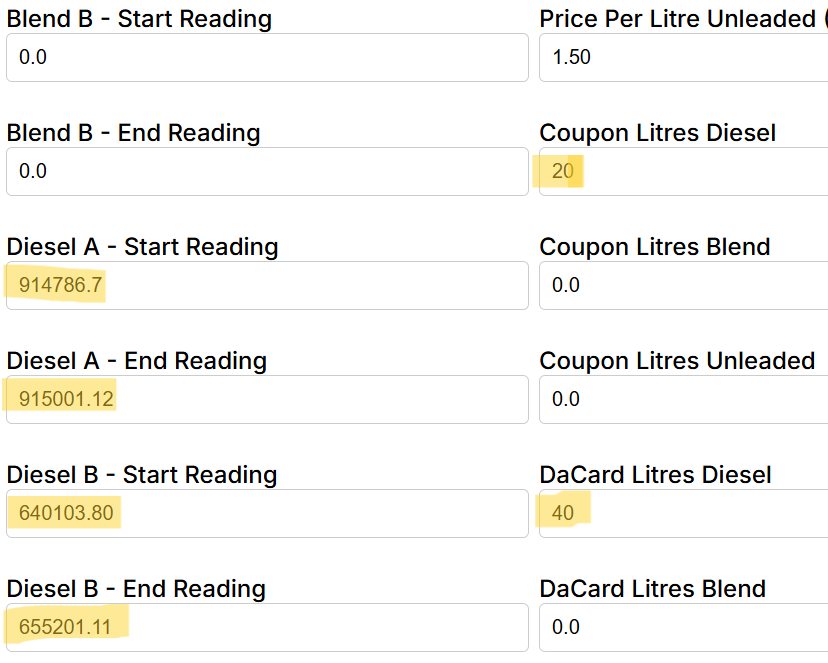 Blend B - Start Reading
0.0
Price Per Litre Unleaded (
1.50
Blend B - End Reading
0.0
Coupon Litres Diesel
20
Diesel A - Start Reading
914786.7
Coupon Litres Blend
0.0
Diesel A - End Reading
915001.12
Coupon Litres Unleaded
0.0
Diesel B - Start Reading
640103.80
DaCard Litres Diesel
40
Diesel B - End Reading
655201.11
DaCard Litres Blend
0.0